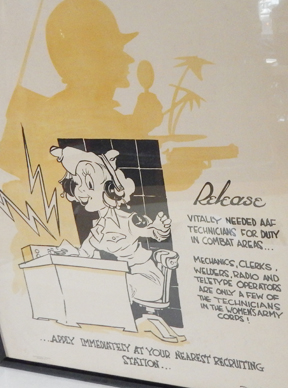 Release
VITALLY NEEDED AAF
TECHNICIANS FOR DUTY
IN COMBAT AREAS...
MECHANICS, CLERKS,
WELDERS, RADIO AND
TELETYPE OPERATORS
ARE ONLY A FEW OF
THE TECHNICIANS
IN THE WOMEN'S ARMY
CORPS!
...APPLY IMMEDIATELY AT YOUR NEAREST RECRUITING
STATION...